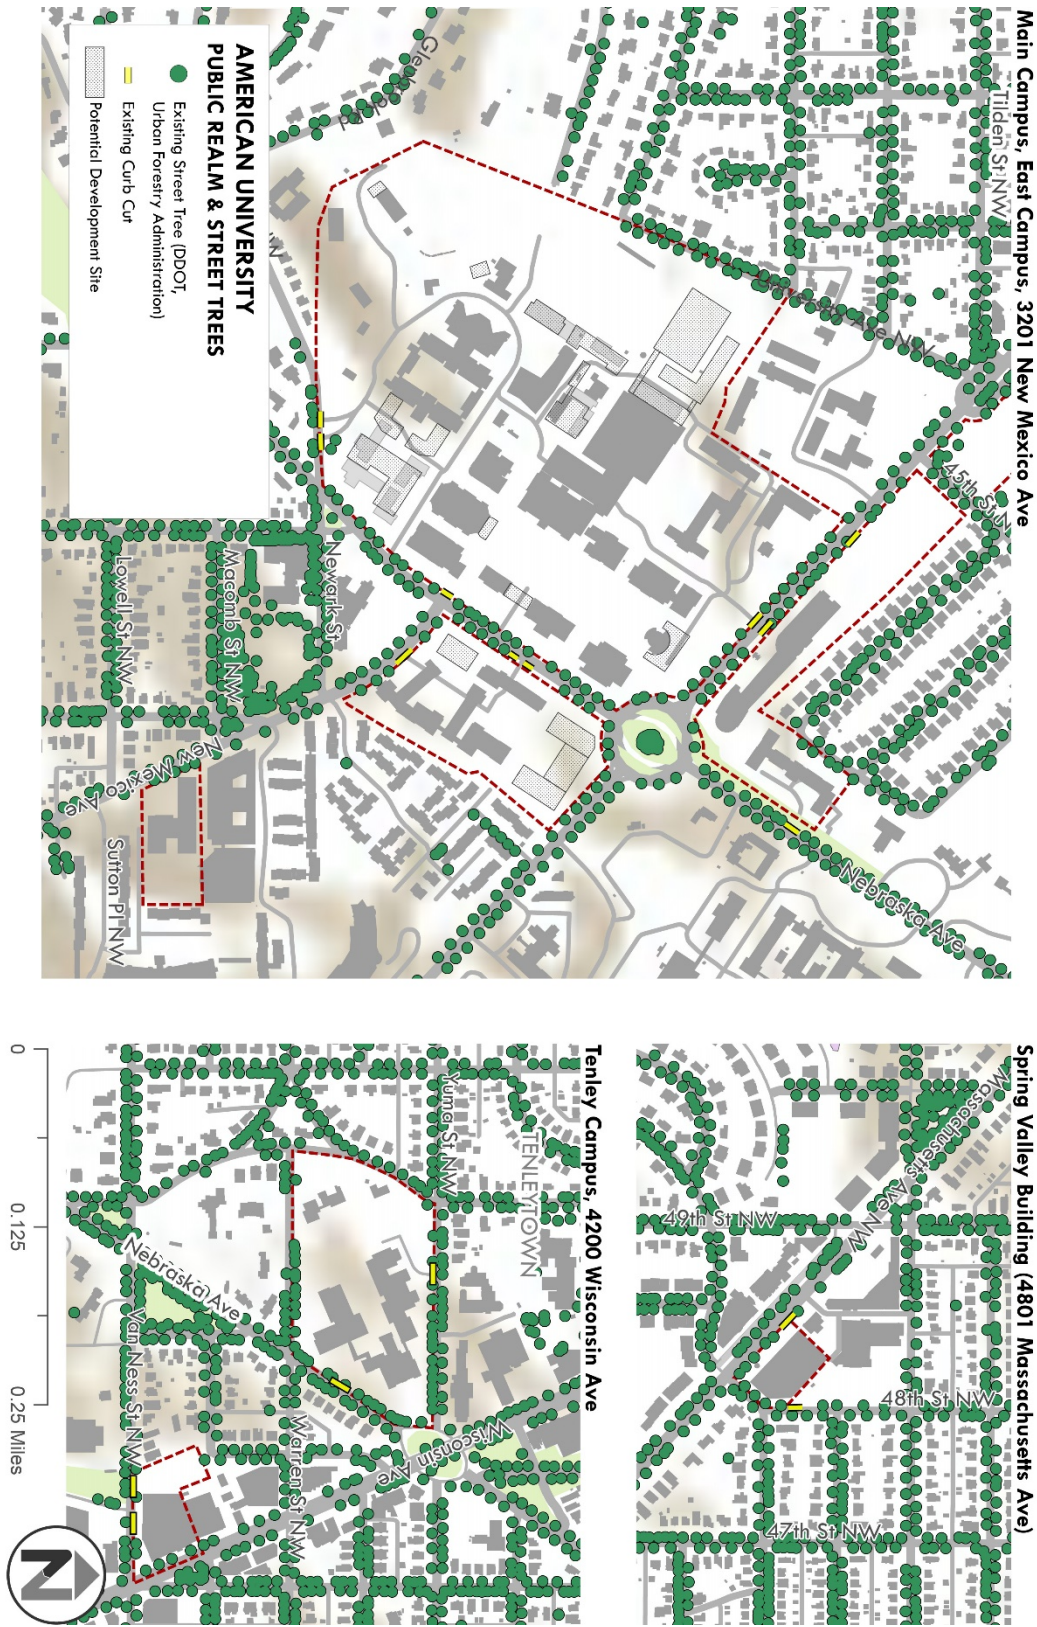 Main Campus, East Campus, 3201 New Mexico Ave
Tilden St NW
Glenbrook Rd
University Ave NW
45th St N
AMERICAN UNIVERSITY
PUBLIC REALM & STREET TREES
Existing Street Tree (DDOT,
Urban Forestry Administration)
Existing Curb Cut
Potential Development Site
Newark St
Macomb St NW
Lowell St NW
New Mexico Ave
Sutton Pl NW
Nebraska Ave
Spring Valley Building (4801 Massachusetts Ave)
Massachusetts Ave NW
49th St NW
48th St NW
47th St NW
Tenley Campus, 4200 Wisconsin Ave
Yuma St NW
TENLEYTOWN
Nebraska Ave
Van Ness St NW
Warren St NW
Wisconsin Ave
0
0.125
0.25 Miles
N